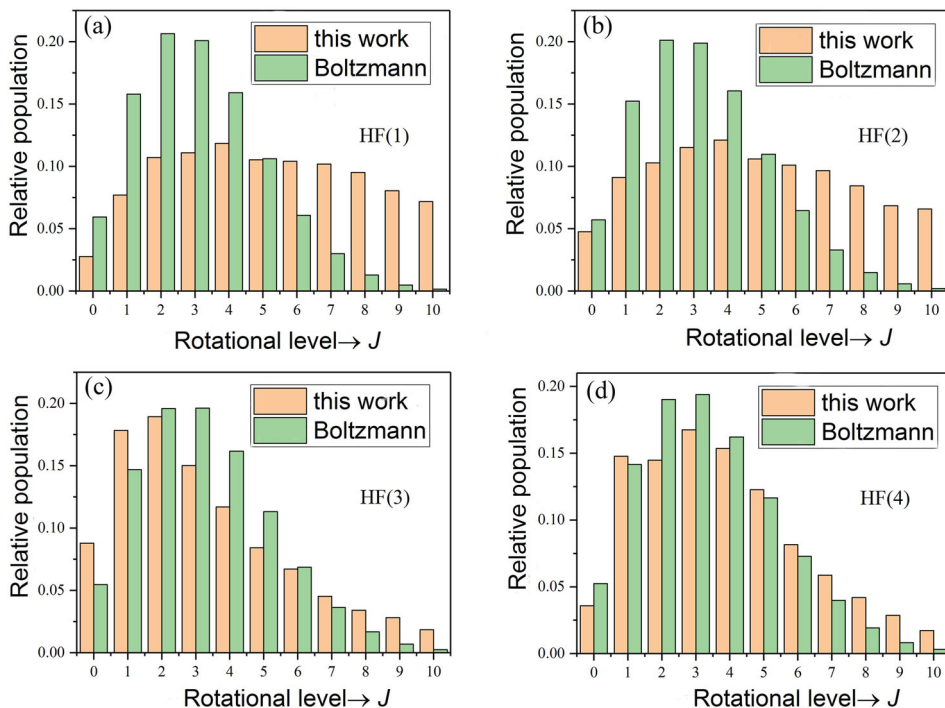 (a)
this work
Boltzmann
HF(1)
Relative population
0.20
0.15
0.10
0.05
0.00
0 1 2 3 4 5 6 7 8 9 10
Rotational level→ J
(b)
this work
Boltzmann
HF(2)
Relative population
0.20
0.15
0.10
0.05
0.00
0 1 2 3 4 5 6 7 8 9 10
Rotational level→ J
(c)
this work
Boltzmann
HF(3)
Relative population
0.20
0.15
0.10
0.05
0.00
0 1 2 3 4 5 6 7 8 9 10
Rotational level→ J
(d)
this work
Boltzmann
HF(4)
Relative population
0.20
0.15
0.10
0.05
0.00
0 1 2 3 4 5 6 7 8 9 10
Rotational level→ J